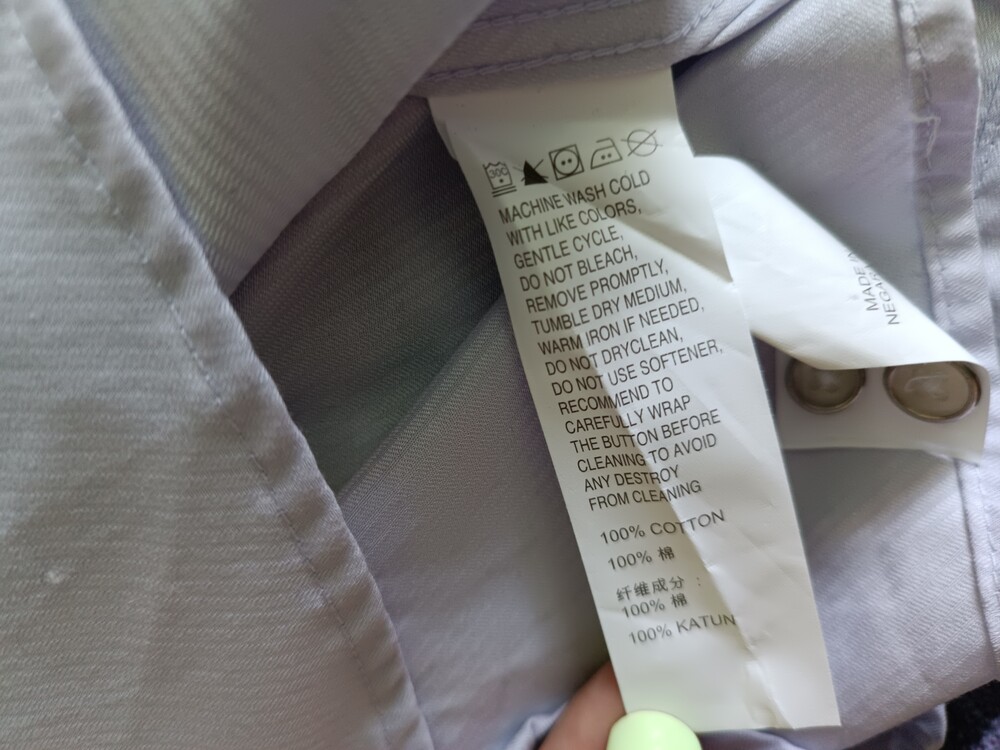 30C
MACHINE WASH COLD
WITH LIKE COLORS,
GENTLE CYCLE,
DO NOT BLEACH,
REMOVE PROMPTLY,
TUMBLE DRY MEDIUM,
WARM IRON IF NEEDED,
DO NOT DRYCLEAN,
DO NOT USE SOFTENER,
RECOMMEND TO
CAREFULLY WRAP
THE BUTTON BEFORE
CLEANING TO AVOID
ANY DESTROY
FROM CLEANING
100% COTTON
100% 棉
纤维成分：
100% 棉
100% KATUN
MADE